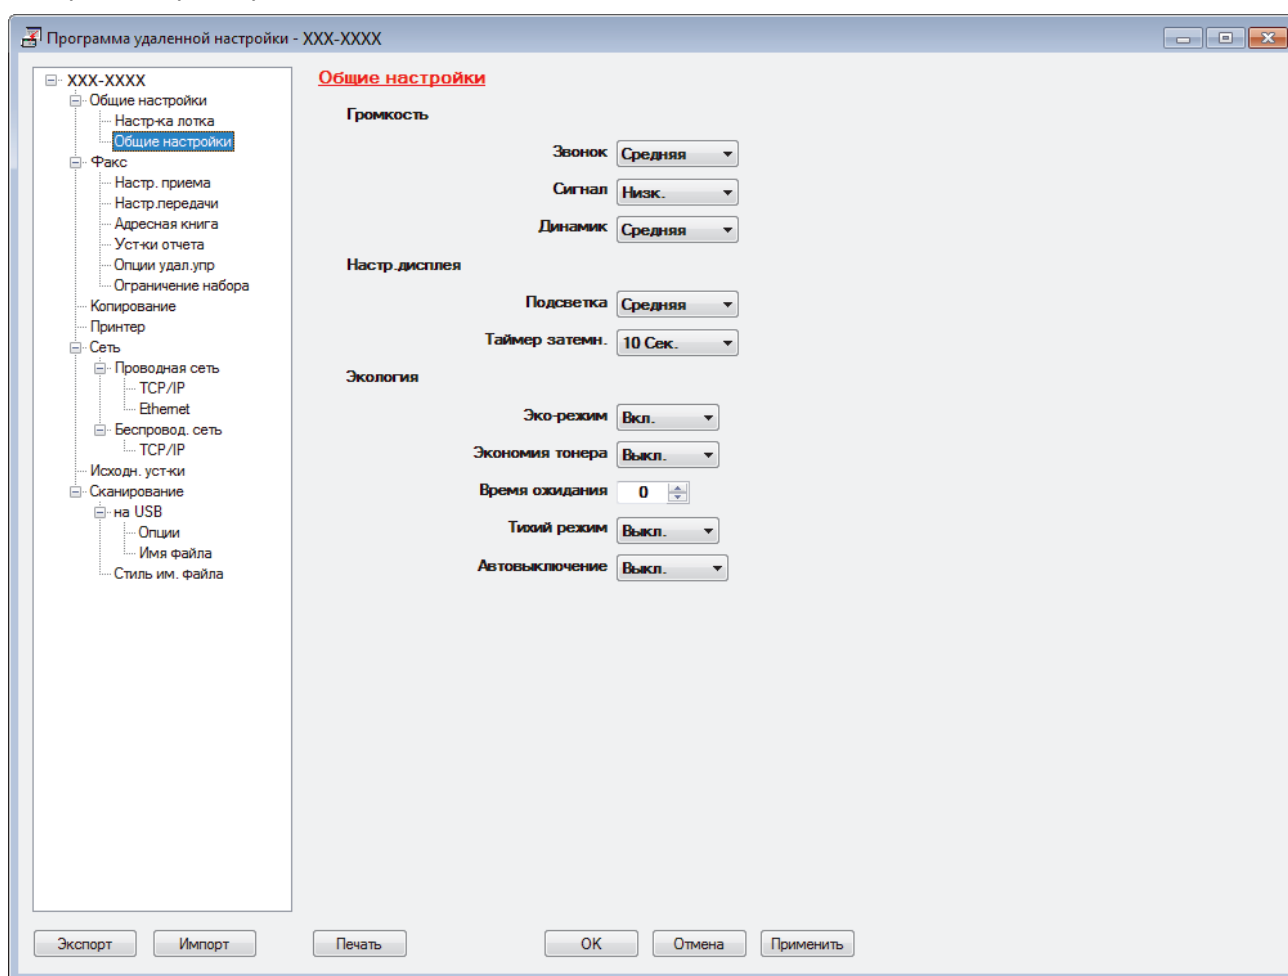 Программа удаленной настройки - XXX-XXXX
XXX-XXXX
Общие настройки
Настр-ка лотка
Общие настройки
Факс
Настр. приема
Настр.передачи
Адресная книга
Уст-ки отчета
Опции удал.упр
Ограничение набора
Копирование
Принтер
Сеть
Проводная сеть
TCP/IP
Ethernet
Беспровод. сеть
TCP/IP
Исходн. уст-ки
Сканирование
на USB
Опции
Имя файла
Стиль им. файла
Общие настройки
Громкость
Звонок Средняя
Сигнал Низк.
Динамик Средняя
Настр.дисплея
Подсветка Средняя
Таймер затемн. 10 Сек.
Экология
Эко-режим Вкл.
Экономия тонера Выкл.
Время ожидания 0
Тихий режим Выкл.
Автовыключение Выкл.
Экспорт Импорт Печать OK Отмена Применить